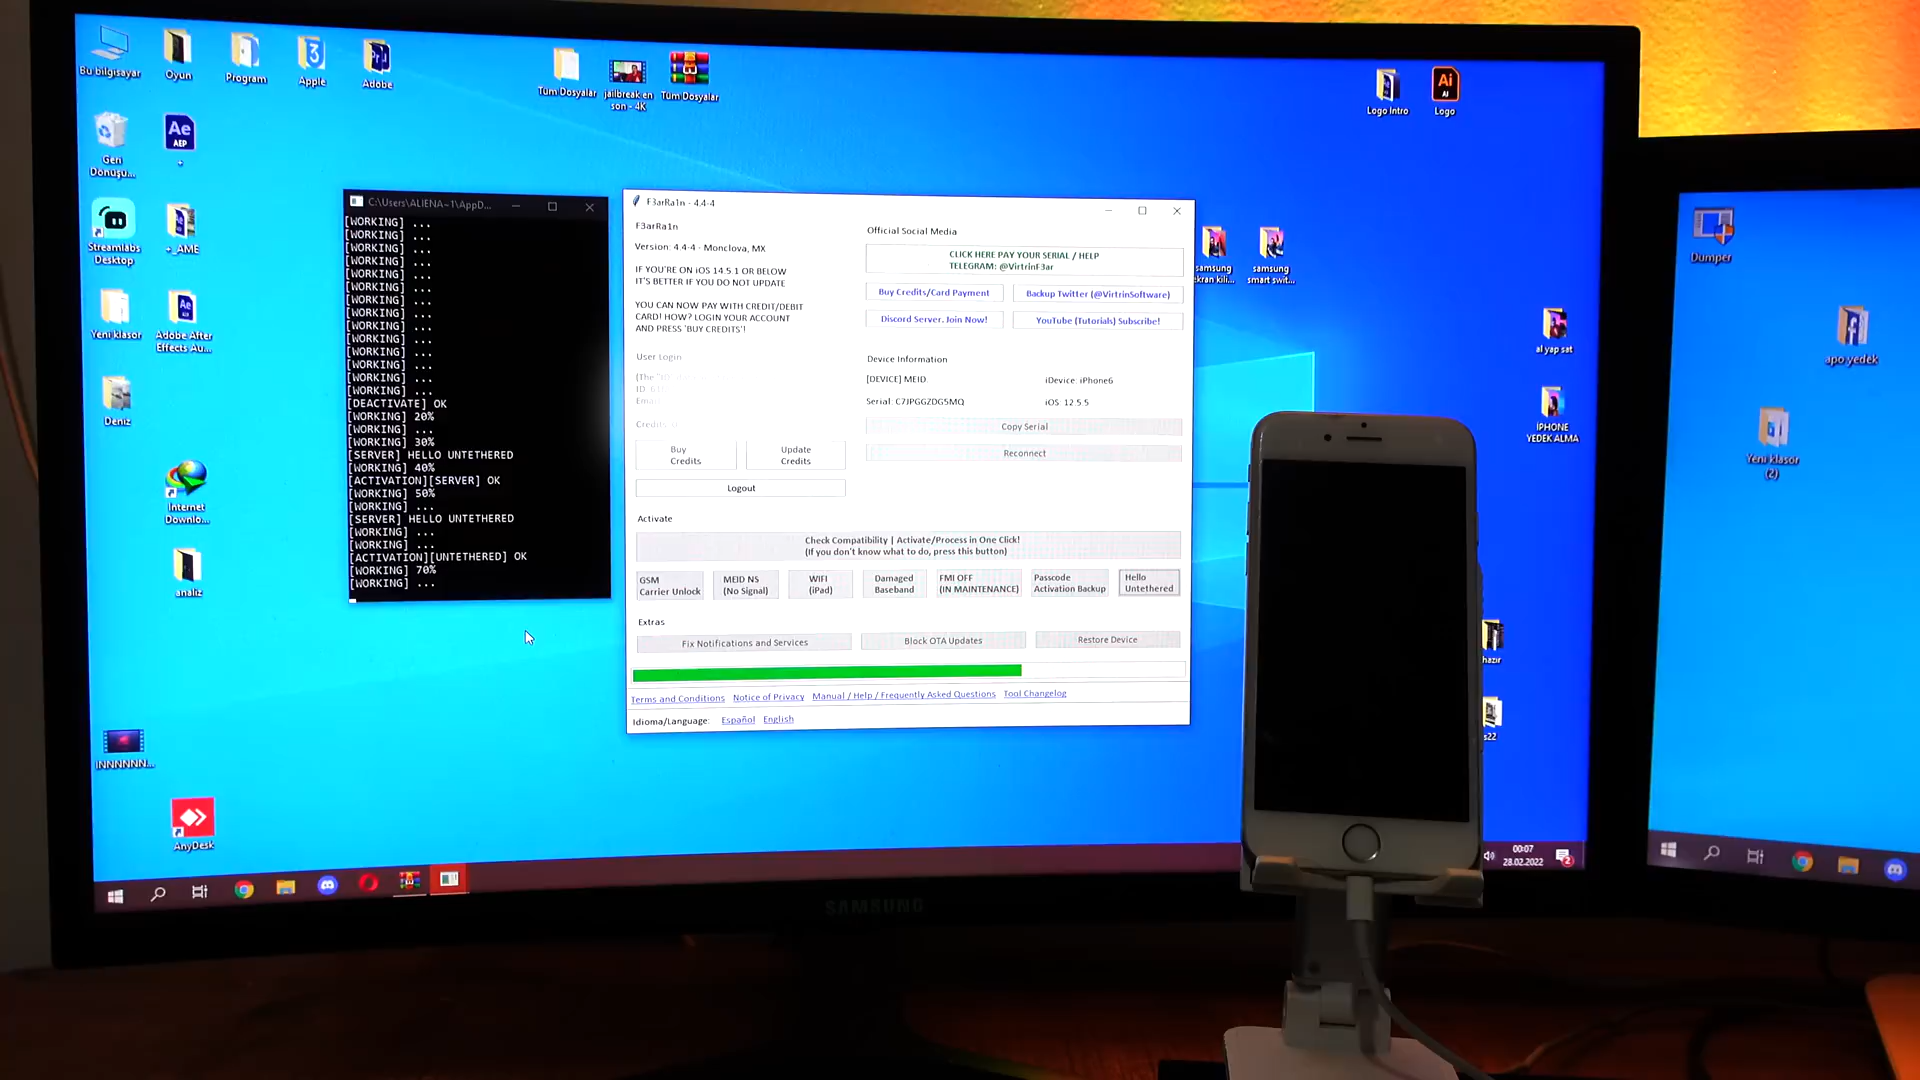 Bu bilgisayar
Oyun
Program
Apple
Adobe
Tüm Dosyalar
jailbreak en
son - 4K
Tüm Dosyalar
Logo Intro
Logo
Geri
Dönüşü...
+
Streamlabs
Desktop
+_AME
Yeni klasör
Adobe After
Effects Au...
Deniz
Internet
Downlo...
analiz
INNNNNN...
AnyDesk
C:\Users\ALIENA~1\AppD...
[WORKING] ...
[WORKING] ...
[WORKING] ...
[WORKING] ...
[WORKING] ...
[WORKING] ...
[WORKING] ...
[WORKING] ...
[WORKING] ...
[WORKING] ...
[WORKING] ...
[WORKING] ...
[WORKING] ...
[WORKING] ...
[DEACTIVATE] OK
[WORKING] 20%
[WORKING] ...
[WORKING] 30%
[SERVER] HELLO UNTETHERED
[WORKING] 40%
[ACTIVATION][SERVER] OK
[WORKING] 50%
[WORKING] ...
[SERVER] HELLO UNTETHERED
[WORKING] ...
[WORKING] ...
[ACTIVATION][UNTETHERED] OK
[WORKING] 70%
[WORKING] ...
F3arRa1n - 4.4-4
F3arRa1n
Version: 4.4-4 - Monclova, MX
IF YOU'RE ON iOS 14.5.1 OR BELOW
IT'S BETTER IF YOU DO NOT UPDATE
YOU CAN NOW PAY WITH CREDIT/DEBIT
CARD! HOW? LOGIN YOUR ACCOUNT
AND PRESS 'BUY CREDITS'!
User Login
Buy
Credits
Update
Credits
Logout
Official Social Media
CLICK HERE PAY YOUR SERIAL / HELP
TELEGRAM: @VirtrinF3ar
Buy Credits/Card Payment
Backup Twitter (@VirtrinSoftware)
Discord Server. Join Now!
YouTube (Tutorials) Subscribe!
Device Information
[DEVICE] MEID
iDevice: iPhone6
Serial: C7JPGGZDG5MQ
iOS: 12.5.5
Copy Serial
Reconnect
Activate
Check Compatibility | Activate/Process in One Click!
(If you don't know what to do, press this button)
GSM
Carrier Unlock
MEID NS
(No Signal)
WIFI
(iPad)
Damaged
Baseband
FMI OFF
(IN MAINTENANCE)
Passcode
Activation Backup
Hello
Untethered
Extras
Fix Notifications and Services
Block OTA Updates
Restore Device
Terms and Conditions
Notice of Privacy
Manual / Help / Frequently Asked Questions
Tool Changelog
Idioma/Language:
Español
English
samsung
ekran kili...
samsung
smart swit...
al yap sat
İPHONE
YEDEK ALMA
hazır
s22
00:07
28.02.2022
SAMSUNG
Dumper
apo yedek
Yeni klasör
(2)